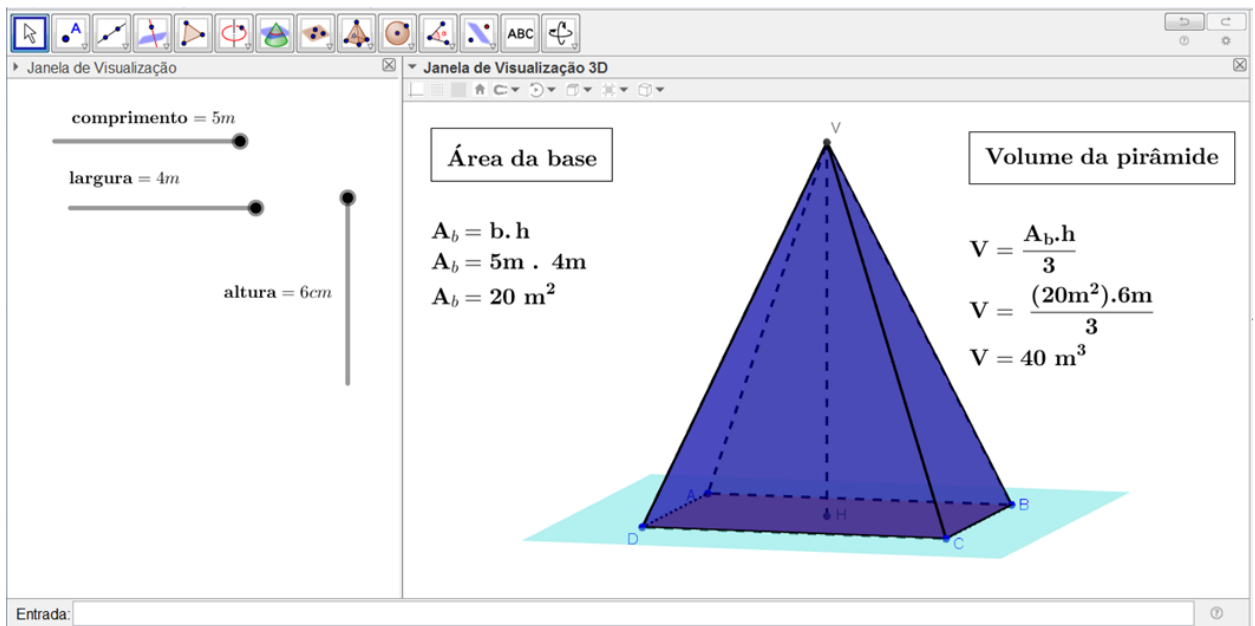 ABC
Janela de Visualização
Janela de Visualização 3D
comprimento = 5m
largura = 4m
altura = 6cm
Área da base
A_b = b.h
A_b = 5m . 4m
A_b = 20 m²
V
A
B
C
D
H
Volume da pirâmide
V = A_b.h / 3
V = (20m²).6m / 3
V = 40 m³
Entrada: